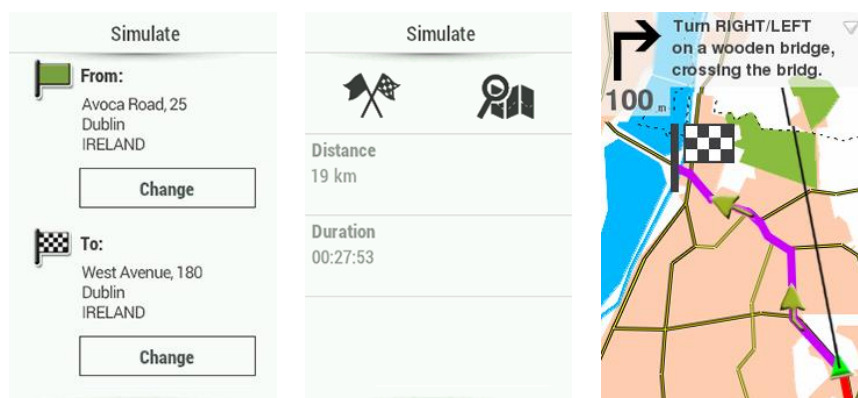 Simulate
From:
Avoca Road, 25
Dublin
IRELAND
Change
To:
West Avenue, 180
Dublin
IRELAND
Change
Simulate
Distance
19 km
Duration
00:27:53
Turn RIGHT/LEFT
on a wooden bridge,
crossing the bridg.
100 m